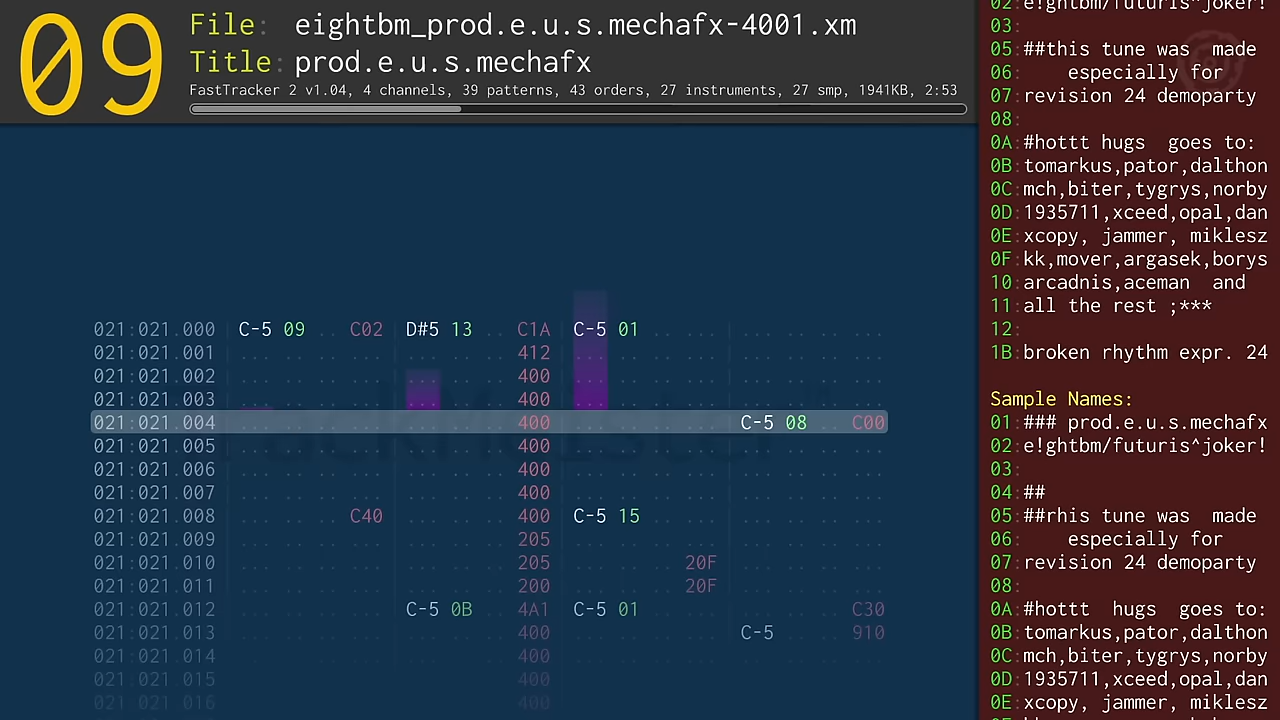 09
File: eightbm_prod.e.u.s.mechafx-4001.xm
Title: prod.e.u.s.mechafx
FastTracker 2 v1.04, 4 channels, 39 patterns, 43 orders, 27 instruments, 27 smp, 1941KB, 2:53
021:021.000 C-5 09 .. C02 D#5 13 .. C1A C-5 01 .. ... ... .. .. ...
021:021.001 ... .. .. ... ... .. .. 412 ... .. .. ... ... .. .. ...
021:021.002 ... .. .. ... ... .. .. 400 ... .. .. ... ... .. .. ...
021:021.003 ... .. .. ... ... .. .. 400 ... .. .. ... ... .. .. ...
021:021.004 ... .. .. ... ... .. .. 400 ... .. .. ... C-5 08 .. C00
021:021.005 ... .. .. ... ... .. .. 400 ... .. .. ... ... .. .. ...
021:021.006 ... .. .. ... ... .. .. 400 ... .. .. ... ... .. .. ...
021:021.007 ... .. .. ... ... .. .. 400 ... .. .. ... ... .. .. ...
021:021.008 ... .. .. C40 ... .. .. 400 C-5 15 .. ... ... .. .. ...
021:021.009 ... .. .. ... ... .. .. 205 ... .. .. ... ... .. .. ...
021:021.010 ... .. .. ... ... .. .. 205 ... .. .. 20F ... .. .. ...
021:021.011 ... .. .. ... ... .. .. 200 ... .. .. 20F ... .. .. ...
021:021.012 ... .. .. ... C-5 0B .. 4A1 C-5 01 .. ... ... .. .. C30
021:021.013 ... .. .. ... ... .. .. 400 ... .. .. ... C-5 .. .. 910
021:021.014 ... .. .. ... ... .. .. 400 ... .. .. ... ... .. .. ...
021:021.015 400
021:021.016 400
02:e!ghtbm/futuris^joker!
03:
05:##this tune was  made
06:    especially for
07:revision 24 demoparty
08:
0A:#hottt hugs  goes to:
0B:tomarkus,pator,dalthon
0C:mch,biter,tygrys,norby
0D:1935711,xceed,opal,dan
0E:xcopy, jammer, miklesz
0F:kk,mover,argasek,borys
10:arcadnis,aceman  and
11:all the rest ;***
12:
1B:broken rhythm expr. 24
Sample Names:
01:### prod.e.u.s.mechafx
02:e!ghtbm/futuris^joker!
03:
04:##
05:##rhis tune was  made
06:    especially for
07:revision 24 demoparty
08:
0A:#hottt  hugs  goes to:
0B:tomarkus,pator,dalthon
0C:mch,biter,tygrys,norby
0D:1935711,xceed,opal,dan
0E:xcopy, jammer, miklesz